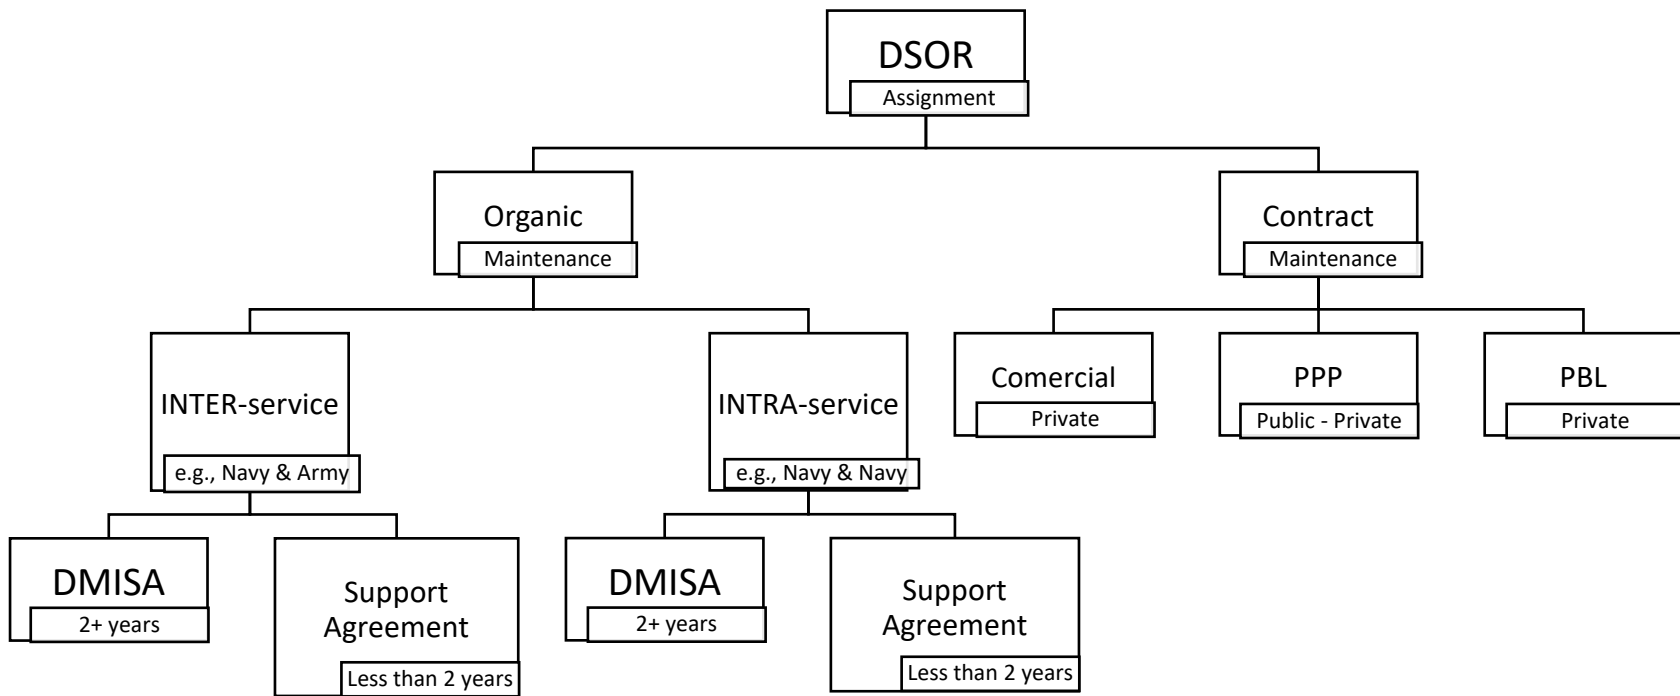 DSOR
Assignment
Organic
Maintenance
Contract
Maintenance
INTER-service
e.g., Navy & Army
INTRA-service
e.g., Navy & Navy
Comercial
Private
PPP
Public - Private
PBL
Private
DMISA
2+ years
Support
Agreement
Less than 2 years
DMISA
2+ years
Support
Agreement
Less than 2 years